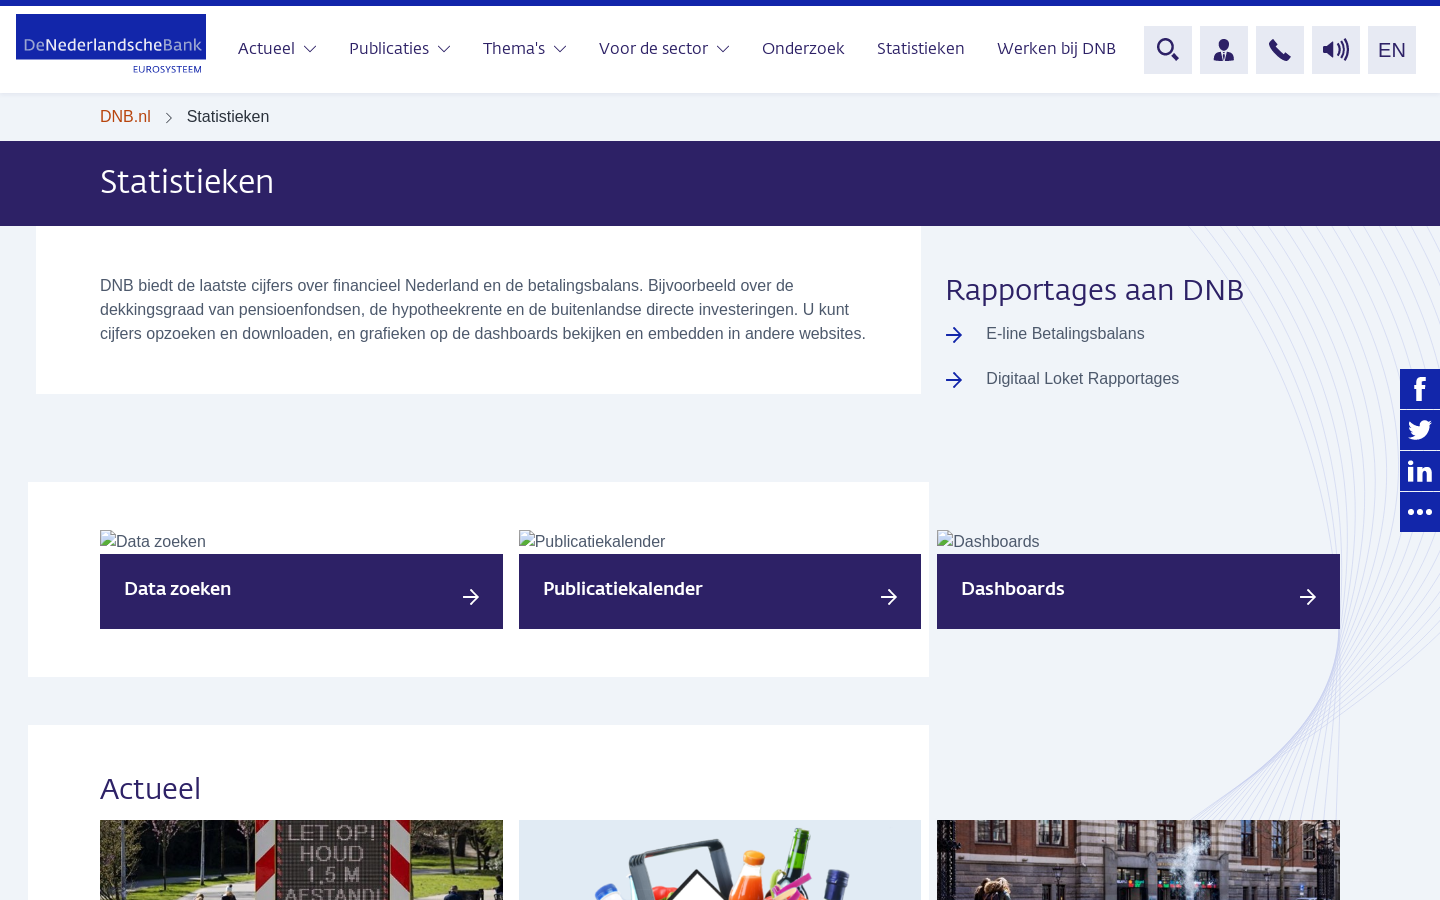 DeNederlandscheBank
EUROSYSTEEM
Actueel
Publicaties
Thema's
Voor de sector
Onderzoek
Statistieken
Werken bij DNB
EN
DNB.nl
Statistieken
Statistieken
DNB biedt de laatste cijfers over financieel Nederland en de betalingsbalans. Bijvoorbeeld over de
dekkingsgraad van pensioenfondsen, de hypotheekrente en de buitenlandse directe investeringen. U kunt
cijfers opzoeken en downloaden, en grafieken op de dashboards bekijken en embedden in andere websites.
Rapportages aan DNB
E-line Betalingsbalans
Digitaal Loket Rapportages
Data zoeken
Publicatiekalender
Dashboards
Data zoeken
Publicatiekalender
Dashboards
Actueel
LET OP!
HOUD
1,5 M
AFSTAND!